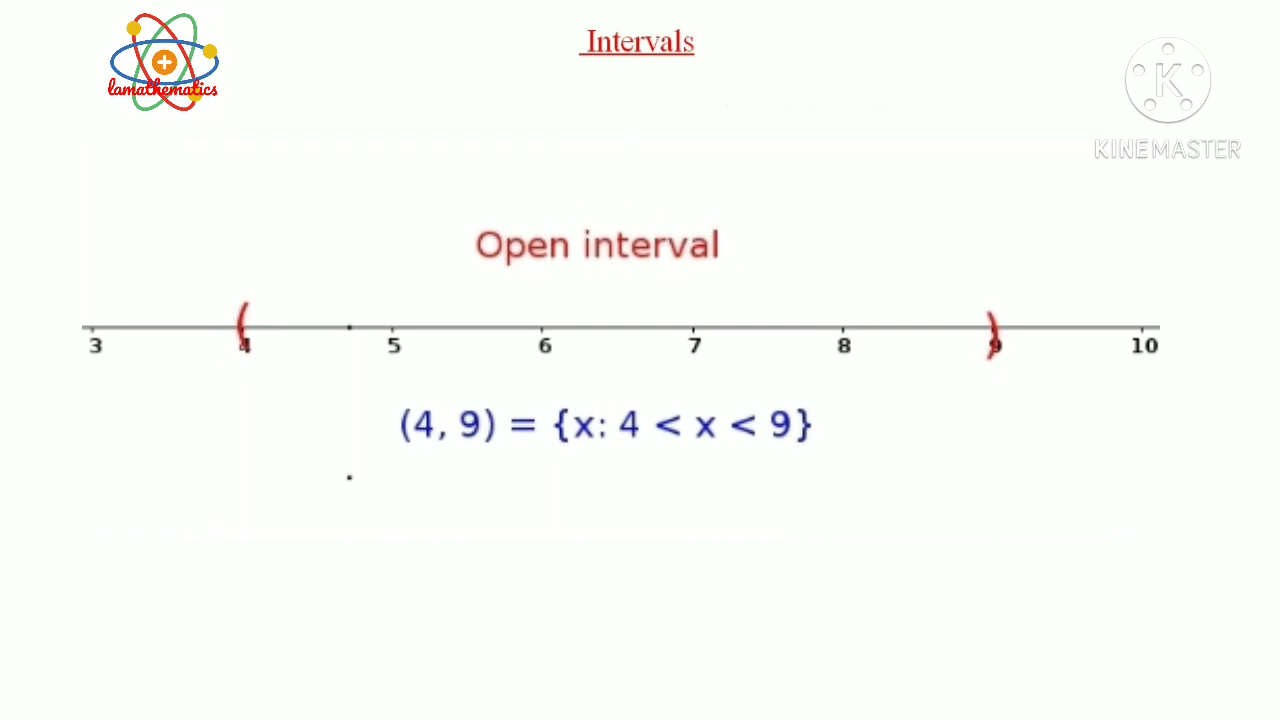 Intervals
lamathematics
K
KINEMASTER
Open interval
( )
3 4 5 6 7 8 9 10
(4, 9) = {x: 4 < x < 9}